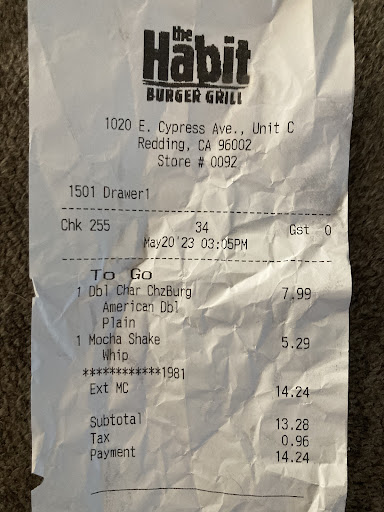 the
Habit
BURGER GRILL
1020 E. Cypress Ave., Unit C
Redding, CA 96002
Store # 0092
1501 Drawer1
Chk 255 34 Gst 0
May20'23 03:05PM
To Go
1 Dbl Char ChzBurg 7.99
American Dbl
Plain
1 Mocha Shake 5.29
Whip
************1981
Ext MC 14.24
Subtotal 13.28
Tax 0.96
Payment 14.24